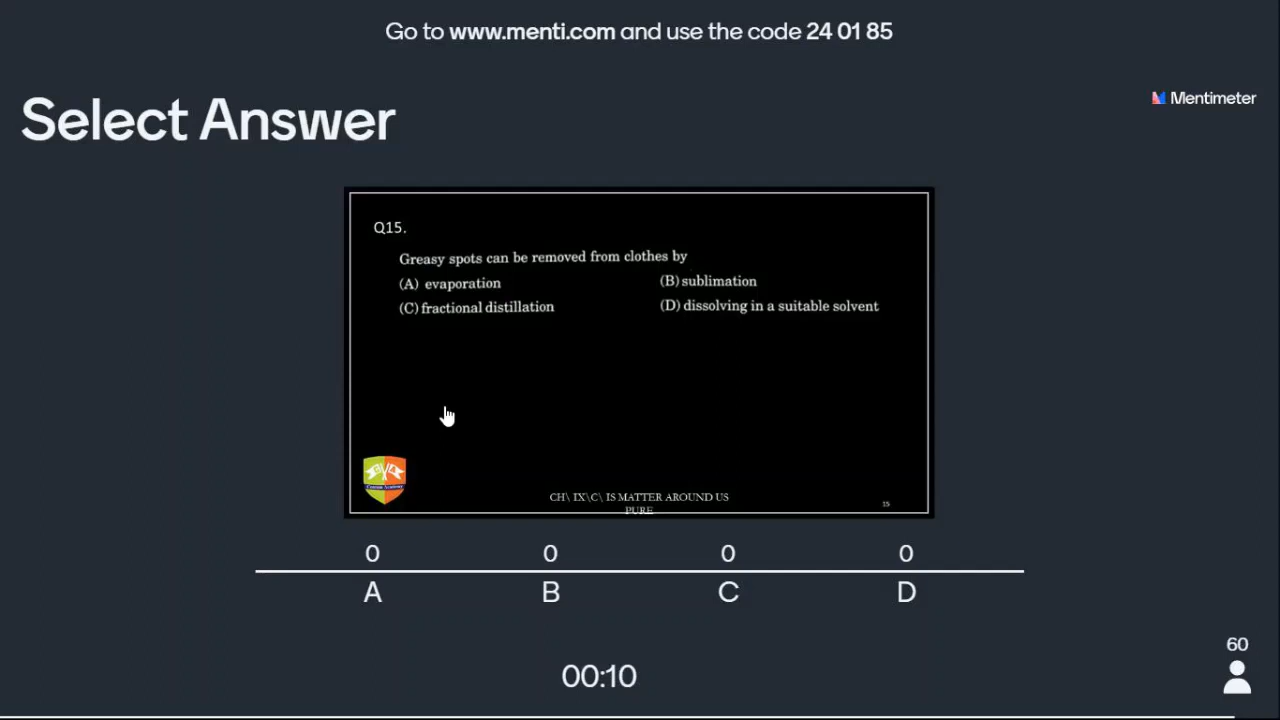 Go to www.menti.com and use the code 24 01 85
Mentimeter
Select Answer
Q15.
Greasy spots can be removed from clothes by
(A) evaporation (B) sublimation
(C) fractional distillation (D) dissolving in a suitable solvent
CH\ IX\C\ IS MATTER AROUND US
PURE
15
0 0 0 0
A B C D
00:10
60